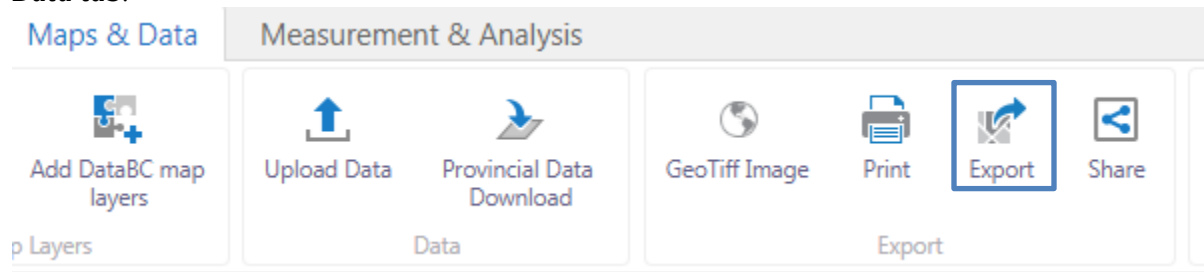 Data tab.
Maps & Data
Measurement & Analysis
Add DataBC map
layers
Upload Data
Provincial Data
Download
GeoTiff Image
Print
Export
Share
p Layers
Data
Export